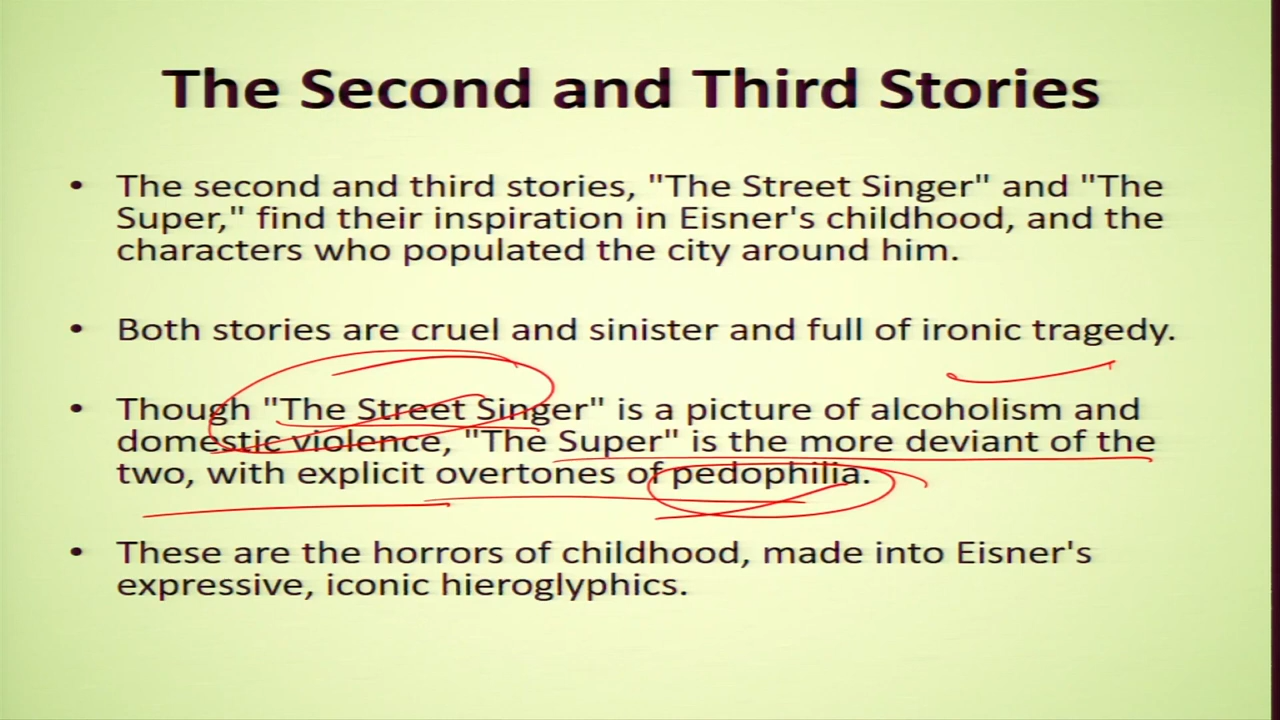 The Second and Third Stories
• The second and third stories, "The Street Singer" and "The
Super," find their inspiration in Eisner's childhood, and the
characters who populated the city around him.
• Both stories are cruel and sinister and full of ironic tragedy.
• Though "The Street Singer" is a picture of alcoholism and
domestic violence, "The Super" is the more deviant of the
two, with explicit overtones of pedophilia.
• These are the horrors of childhood, made into Eisner's
expressive, iconic hieroglyphics.